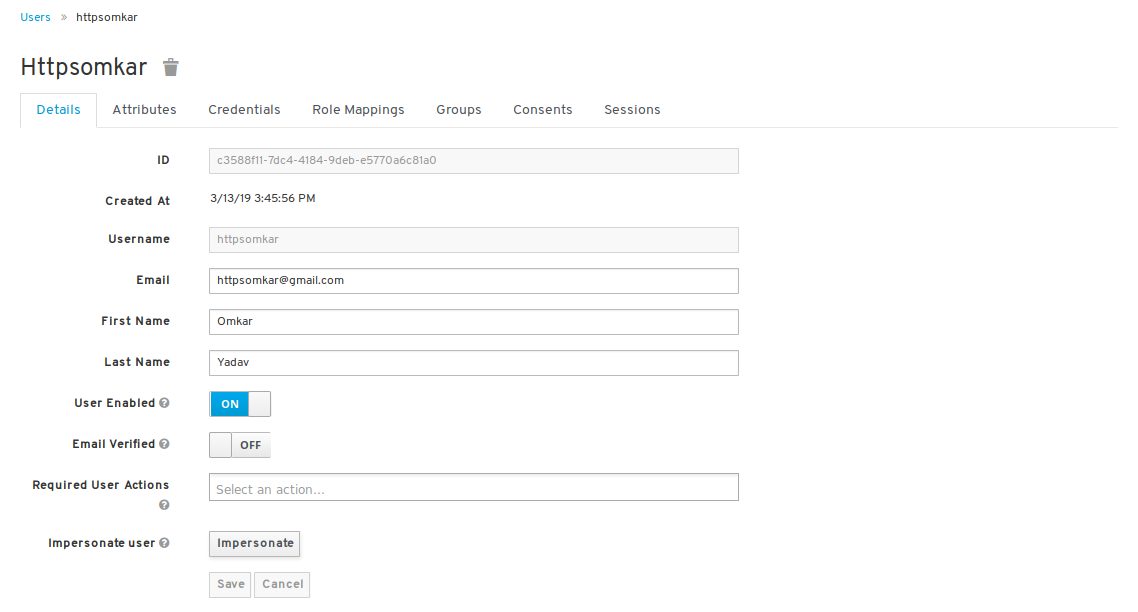 Users » httpsomkar
Httpsomkar
Details Attributes Credentials Role Mappings Groups Consents Sessions
ID c3588f11-7dc4-4184-9deb-e5770a6c81a0
Created At 3/13/19 3:45:56 PM
Username httpsomkar
Email httpsomkar@gmail.com
First Name Omkar
Last Name Yadav
User Enabled ? ON
Email Verified ? OFF
Required User Actions Select an action...
?
Impersonate user ? Impersonate
Save Cancel